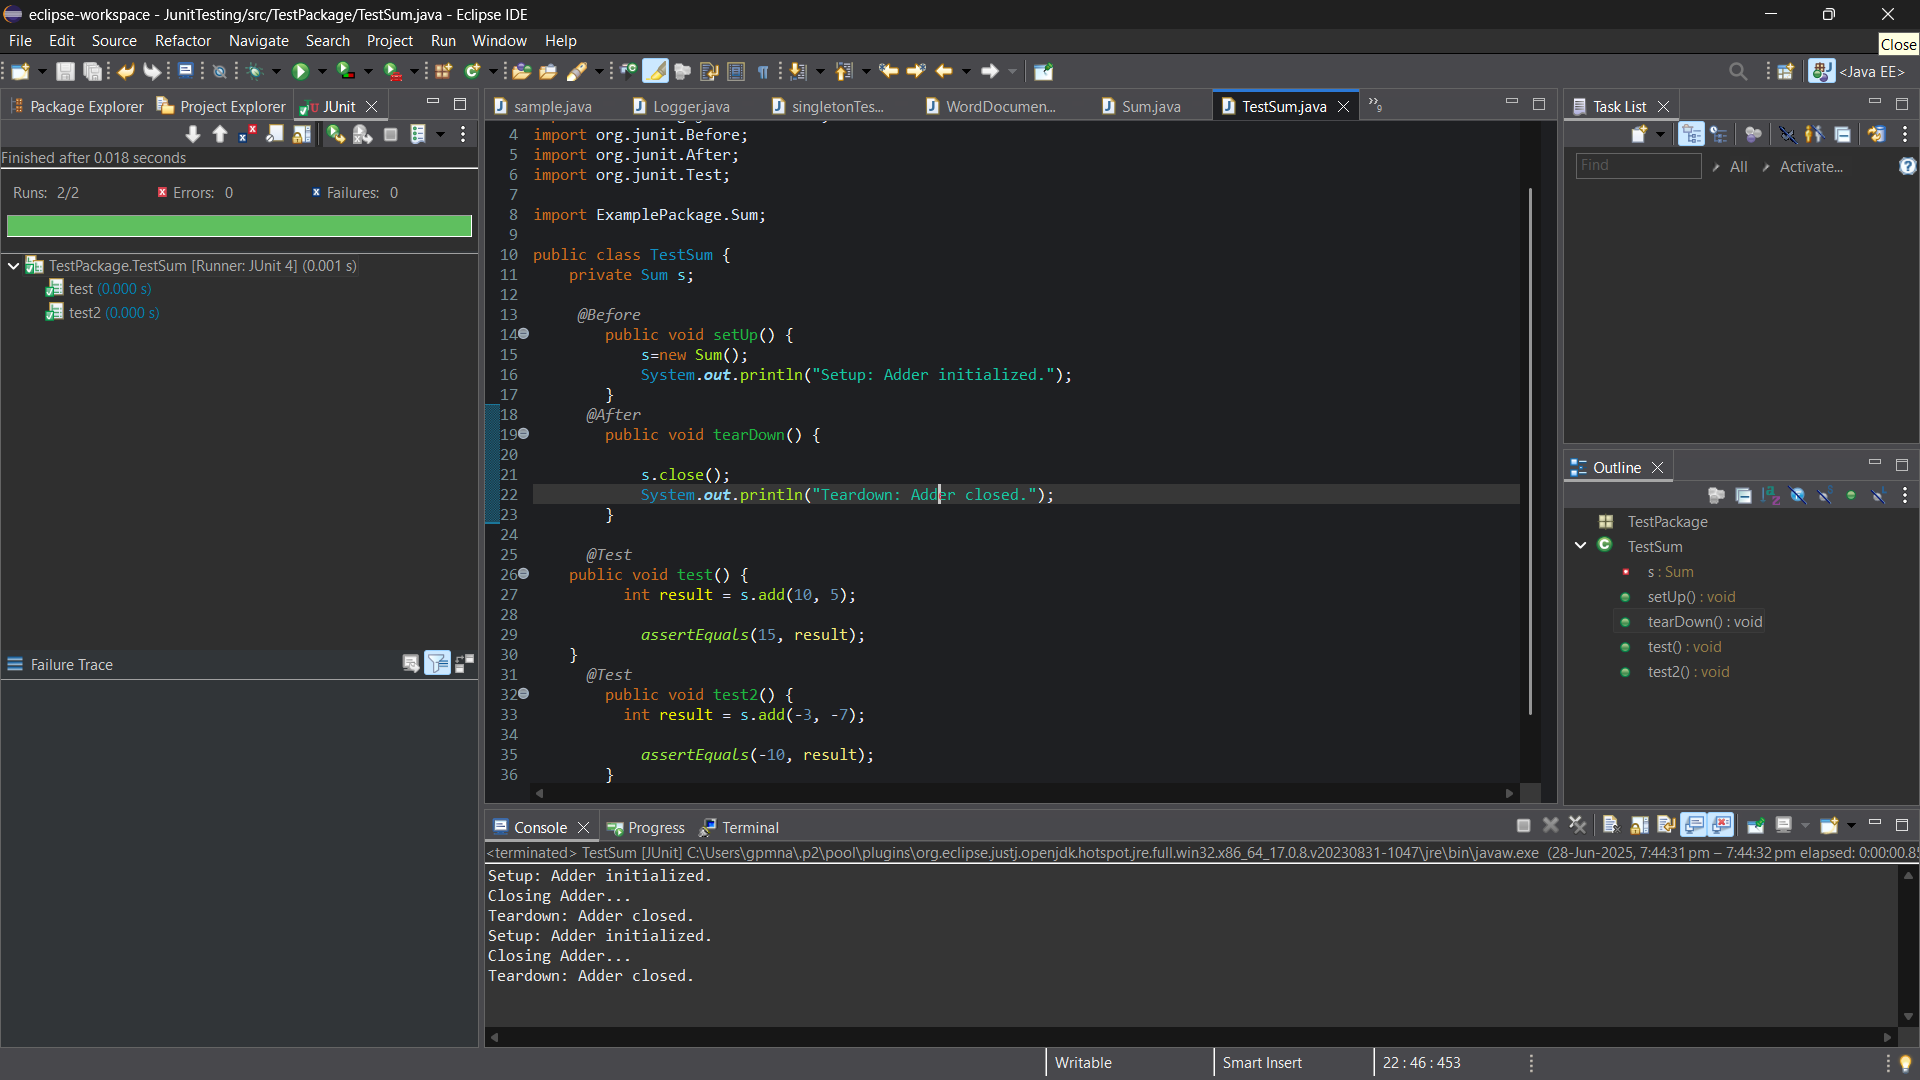 eclipse-workspace - JunitTesting/src/TestPackage/TestSum.java - Eclipse IDE
File Edit Source Refactor Navigate Search Project Run Window Help
Close
<Java EE>
Package Explorer Project Explorer JUnit
Finished after 0.018 seconds
Runs: 2/2 Errors: 0 Failures: 0
TestPackage.TestSum [Runner: JUnit 4] (0.001 s)
test (0.000 s)
test2 (0.000 s)
Failure Trace
sample.java Logger.java singletonTes... WordDocumen... Sum.java TestSum.java »9
4 import org.junit.Before;
5 import org.junit.After;
6 import org.junit.Test;
7
8 import ExamplePackage.Sum;
9
10 public class TestSum {
11 private Sum s;
12
13 @Before
14 public void setUp() {
15 s=new Sum();
16 System.out.println("Setup: Adder initialized.");
17 }
18 @After
19 public void tearDown() {
20
21 s.close();
22 System.out.println("Teardown: Adder closed.");
23 }
24
25 @Test
26 public void test() {
27 int result = s.add(10, 5);
28
29 assertEquals(15, result);
30 }
31 @Test
32 public void test2() {
33 int result = s.add(-3, -7);
34
35 assertEquals(-10, result);
36 }
Task List
Find All Activate...
Outline
TestPackage
TestSum
s : Sum
setUp() : void
tearDown() : void
test() : void
test2() : void
Console Progress Terminal
<terminated> TestSum [JUnit] C:\Users\gpmna\.p2\pool\plugins\org.eclipse.justj.openjdk.hotspot.jre.full.win32.x86_64_17.0.8.v20230831-1047\jre\bin\javaw.exe (28-Jun-2025, 7:44:31 pm – 7:44:32 pm elapsed: 0:00:00.8
Setup: Adder initialized.
Closing Adder...
Teardown: Adder closed.
Setup: Adder initialized.
Closing Adder...
Teardown: Adder closed.
Writable Smart Insert 22 : 46 : 453